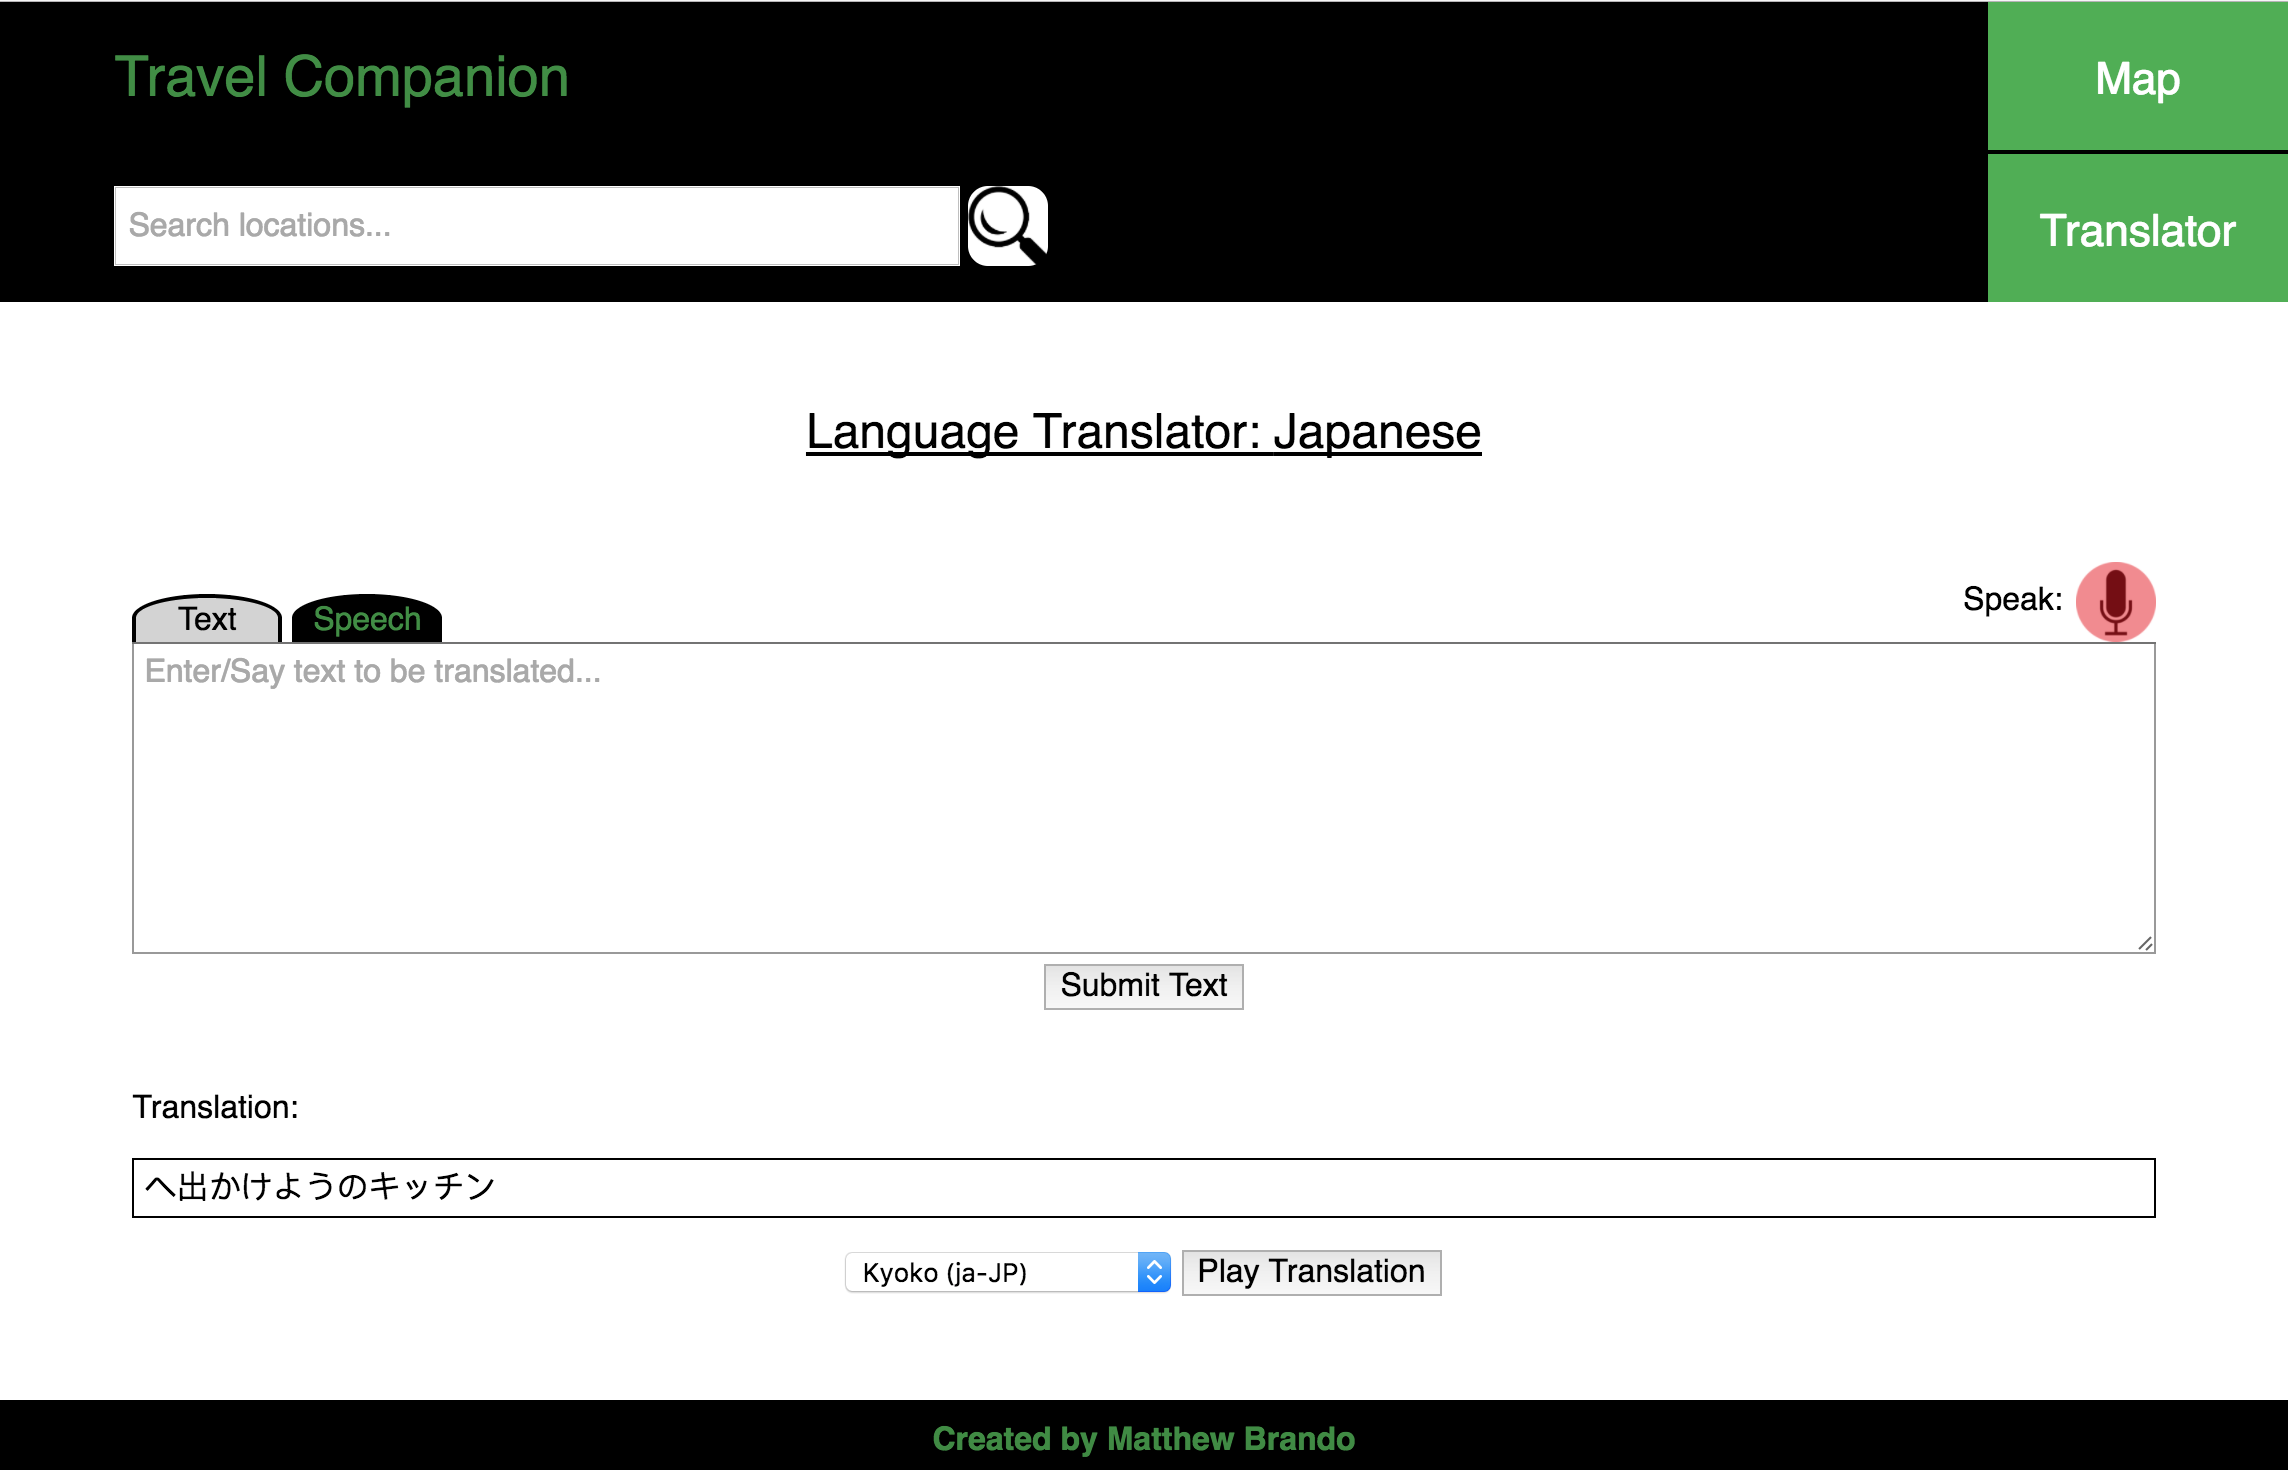 Travel Companion
Map
Search locations...
Translator
Language Translator: Japanese
Text
Speech
Speak:
Enter/Say text to be translated...
Submit Text
Translation:
へ出かけようのキッチン
Kyoko (ja-JP)
Play Translation
Created by Matthew Brando